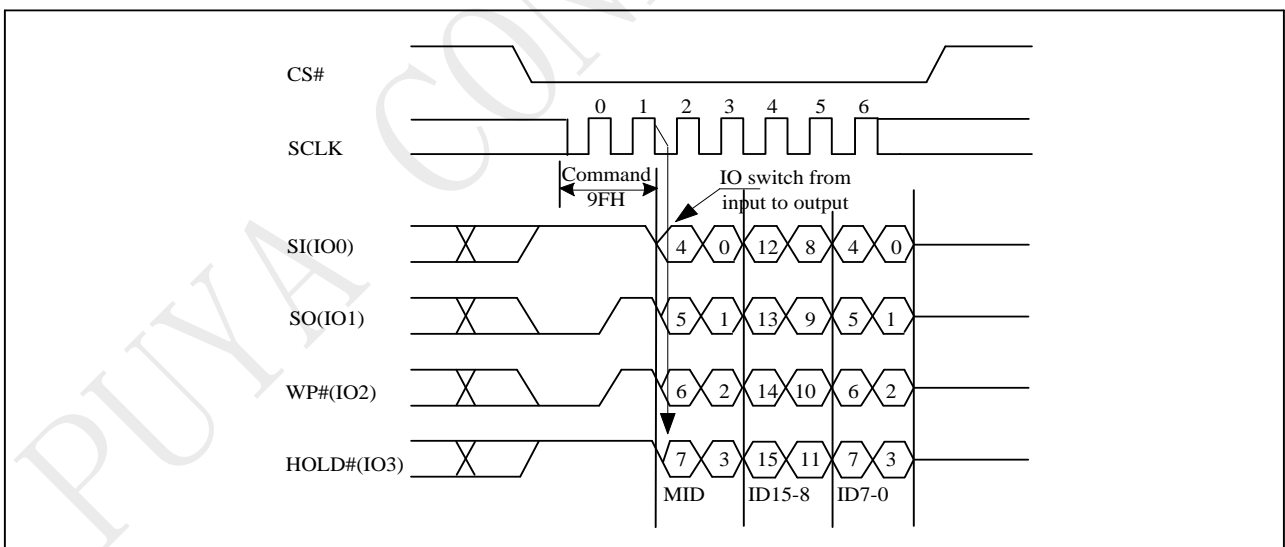 PUYA CON
CS#
0 1 2 3 4 5 6
SCLK
Command
9FH
IO switch from
input to output
SI(IO0)
4 0 12 8 4 0
SO(IO1)
5 1 13 9 5 1
WP#(IO2)
6 2 14 10 6 2
HOLD#(IO3)
7 3 15 11 7 3
MID ID15-8 ID7-0